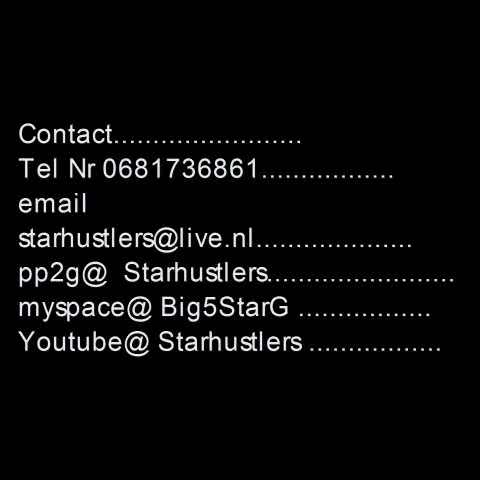 Contact........................
Tel Nr 0681736861.................
email
starhustlers@live.nl....................
pp2g@  Starhustlers........................
myspace@ Big5StarG .................
Youtube@ Starhustlers .................